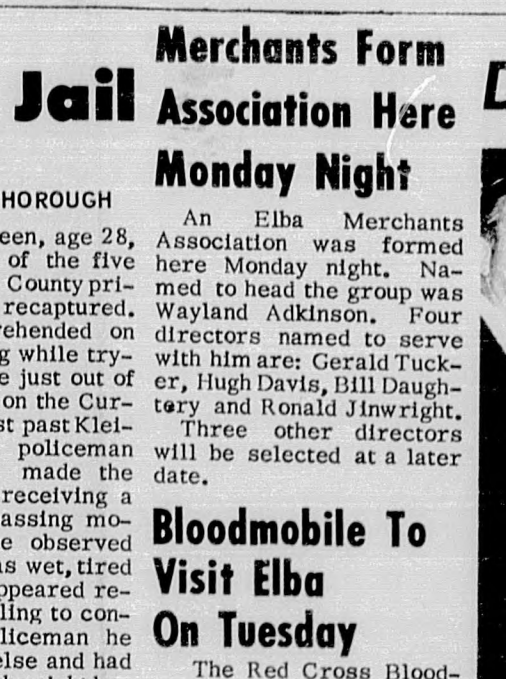 Jail
HOROUGH
een, age 28,
of the five
County pri-
recaptured.
ehended on
g while try-
e just out of
on the Cur-
st past Klei-
policeman
made the
receiving a
assing mo-
e observed
as wet, tired
ppeared re-
ling to con-
liceman he
else and had
Merchants Form
Association Here
Monday Night
An Elba Merchants
Association was formed
here Monday night. Na-
med to head the group was
Wayland Adkinson. Four
directors named to serve
with him are: Gerald Tuck-
er, Hugh Davis, Bill Daugh-
tery and Ronald Jinwright.
Three other directors
will be selected at a later
date.
Bloodmobile To
Visit Elba
On Tuesday
The Red Cross Blood-